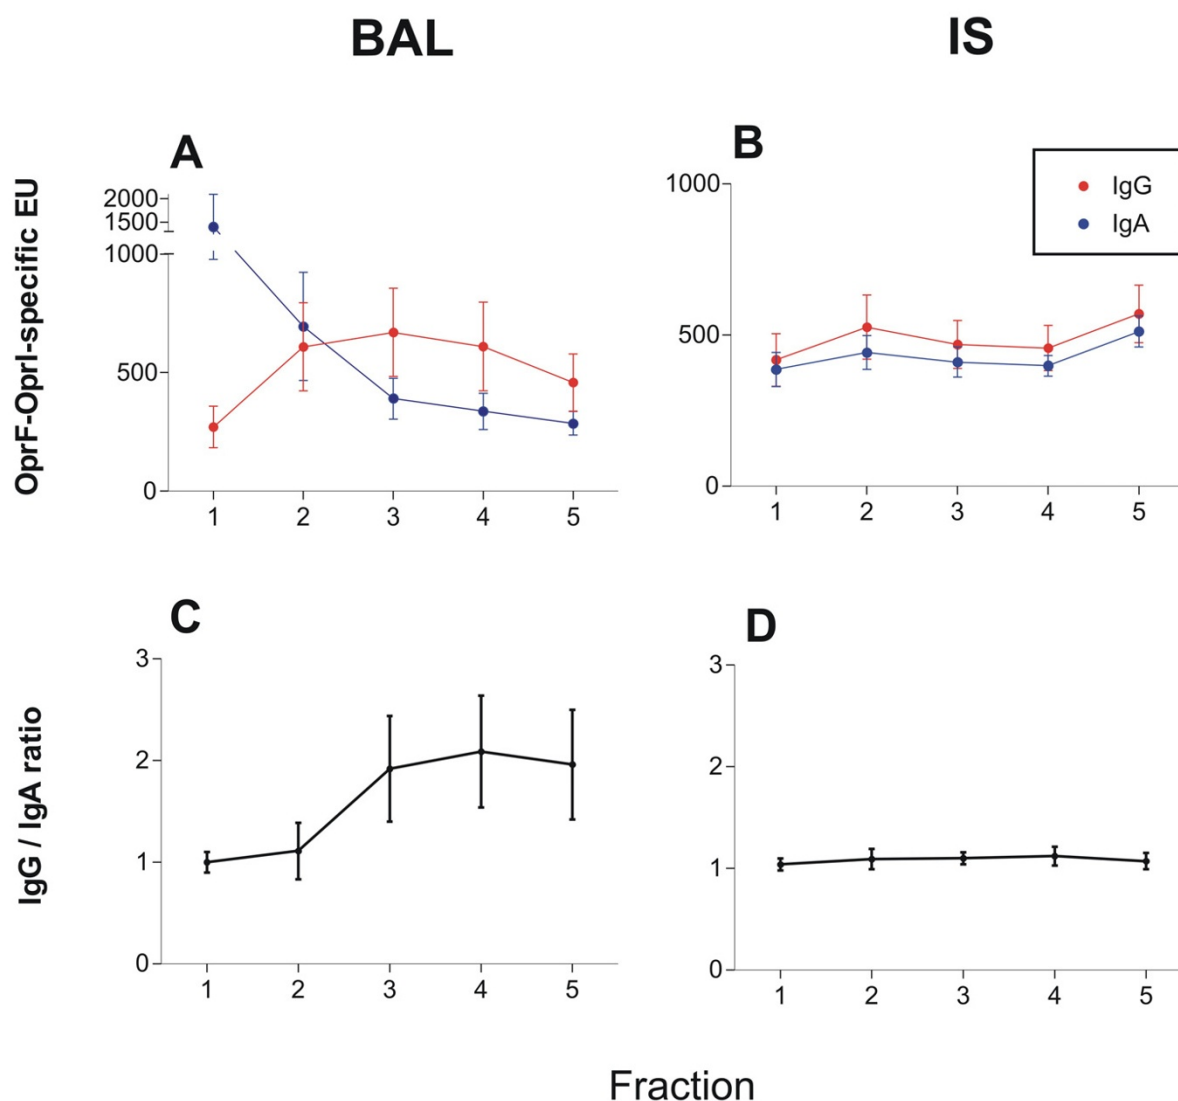 BAL
IS
A
OprF-OprI-specific EU
2000
1500
1000
500
0
1 2 3 4 5
B
1000
500
0
1 2 3 4 5
IgG
IgA
C
IgG / IgA ratio
3
2
1
0
1 2 3 4 5
D
3
2
1
0
1 2 3 4 5
Fraction